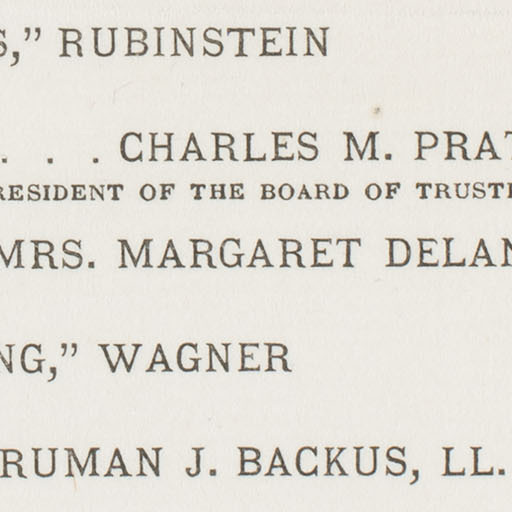 S,” RUBINSTEIN
. . . CHARLES M. PRAT
RESIDENT OF THE BOARD OF TRUSTE
MRS. MARGARET DELAN
NG,” WAGNER
RUMAN J. BACKUS, LL.